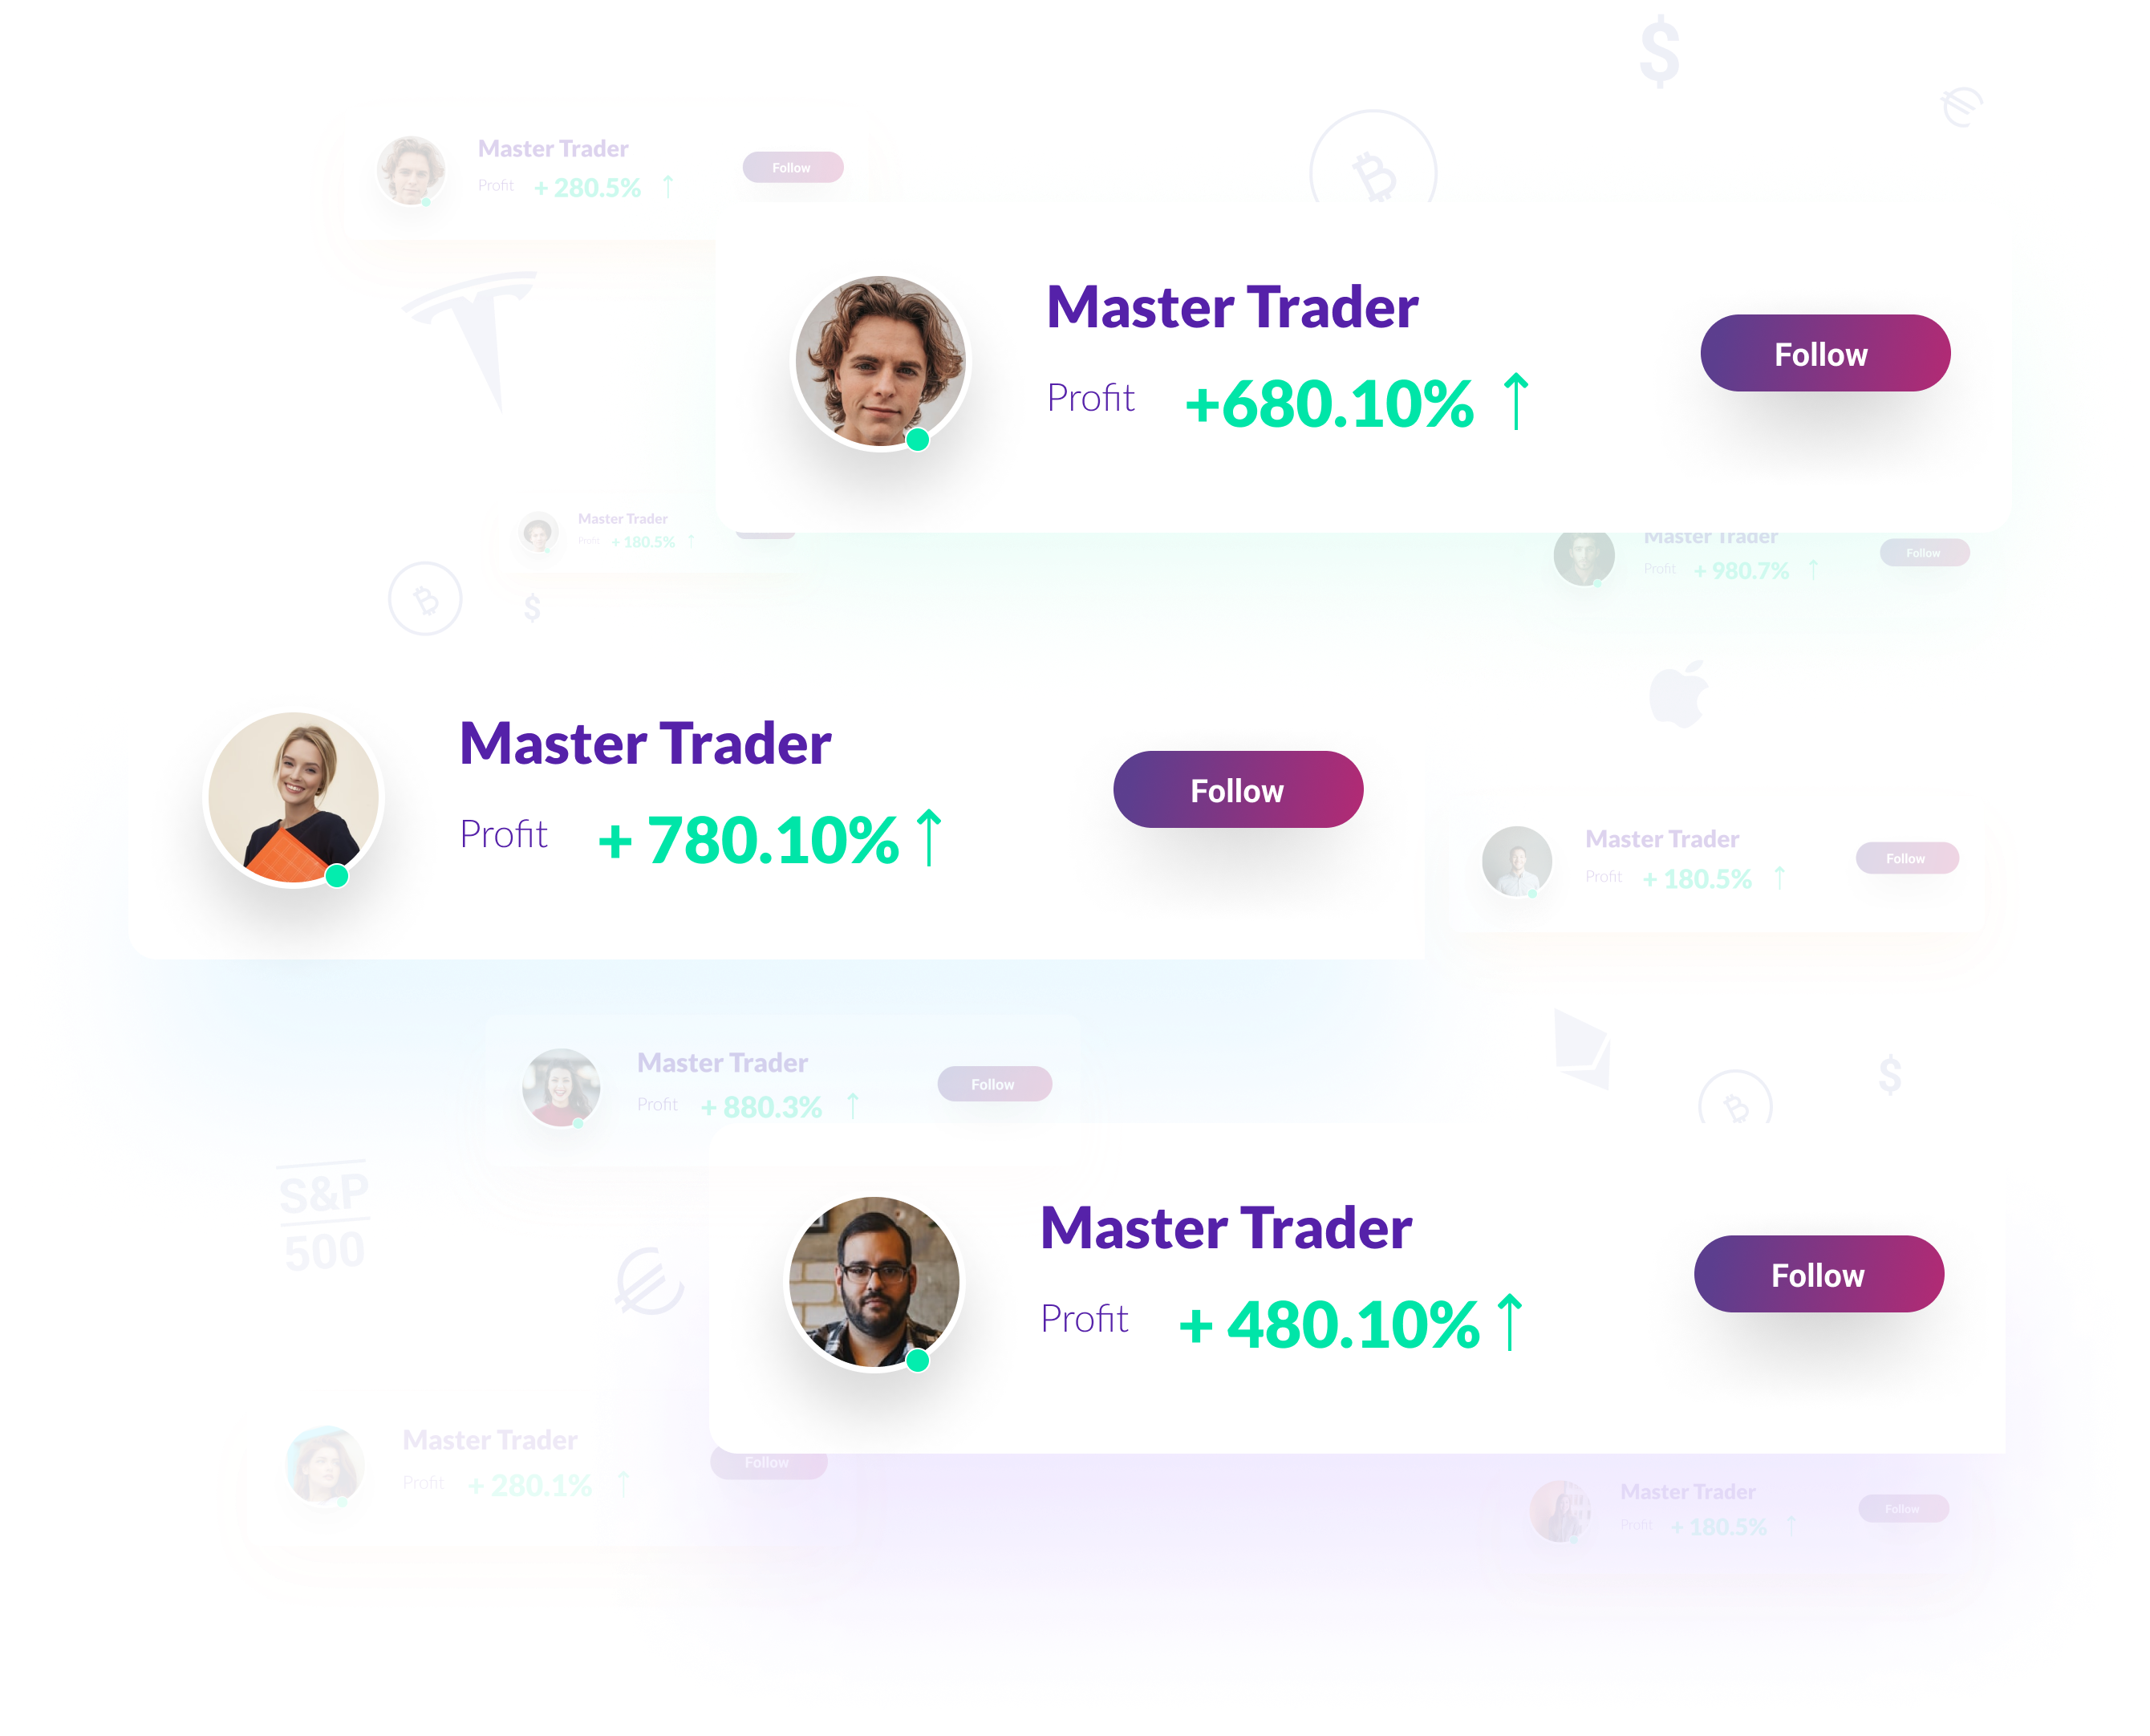 Master Trader
Profit + 280.5%
Follow
Master Trader
Profit +680.10%
Follow
Master Trader
Profit + 180.5%
Master Trader
Profit + 980.7%
Follow
Master Trader
Profit + 780.10%
Follow
Master Trader
Profit + 180.5%
Follow
Master Trader
Profit + 880.3%
Follow
S&P
500
Master Trader
Profit + 480.10%
Follow
Master Trader
Profit + 280.1%
Follow
Master Trader
Profit + 180.5%
Follow